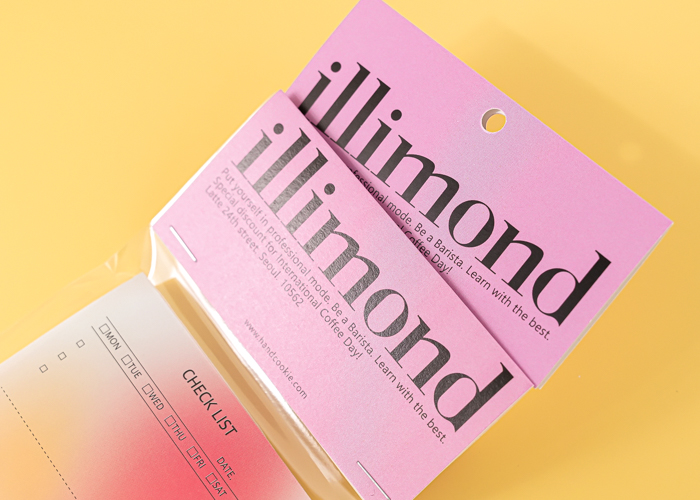 illimond
fessional mode. Be a Barista. Learn with the best.
Coffee Day!
illimond
Put yourself in professional mode. Be a Barista. Learn with the best.
Special discount for International Coffee Day!
Latte 24th street, Seoul 10562
www.handcookie.com
CHECK LIST
DATE.
MON TUE WED THU FRI SAT